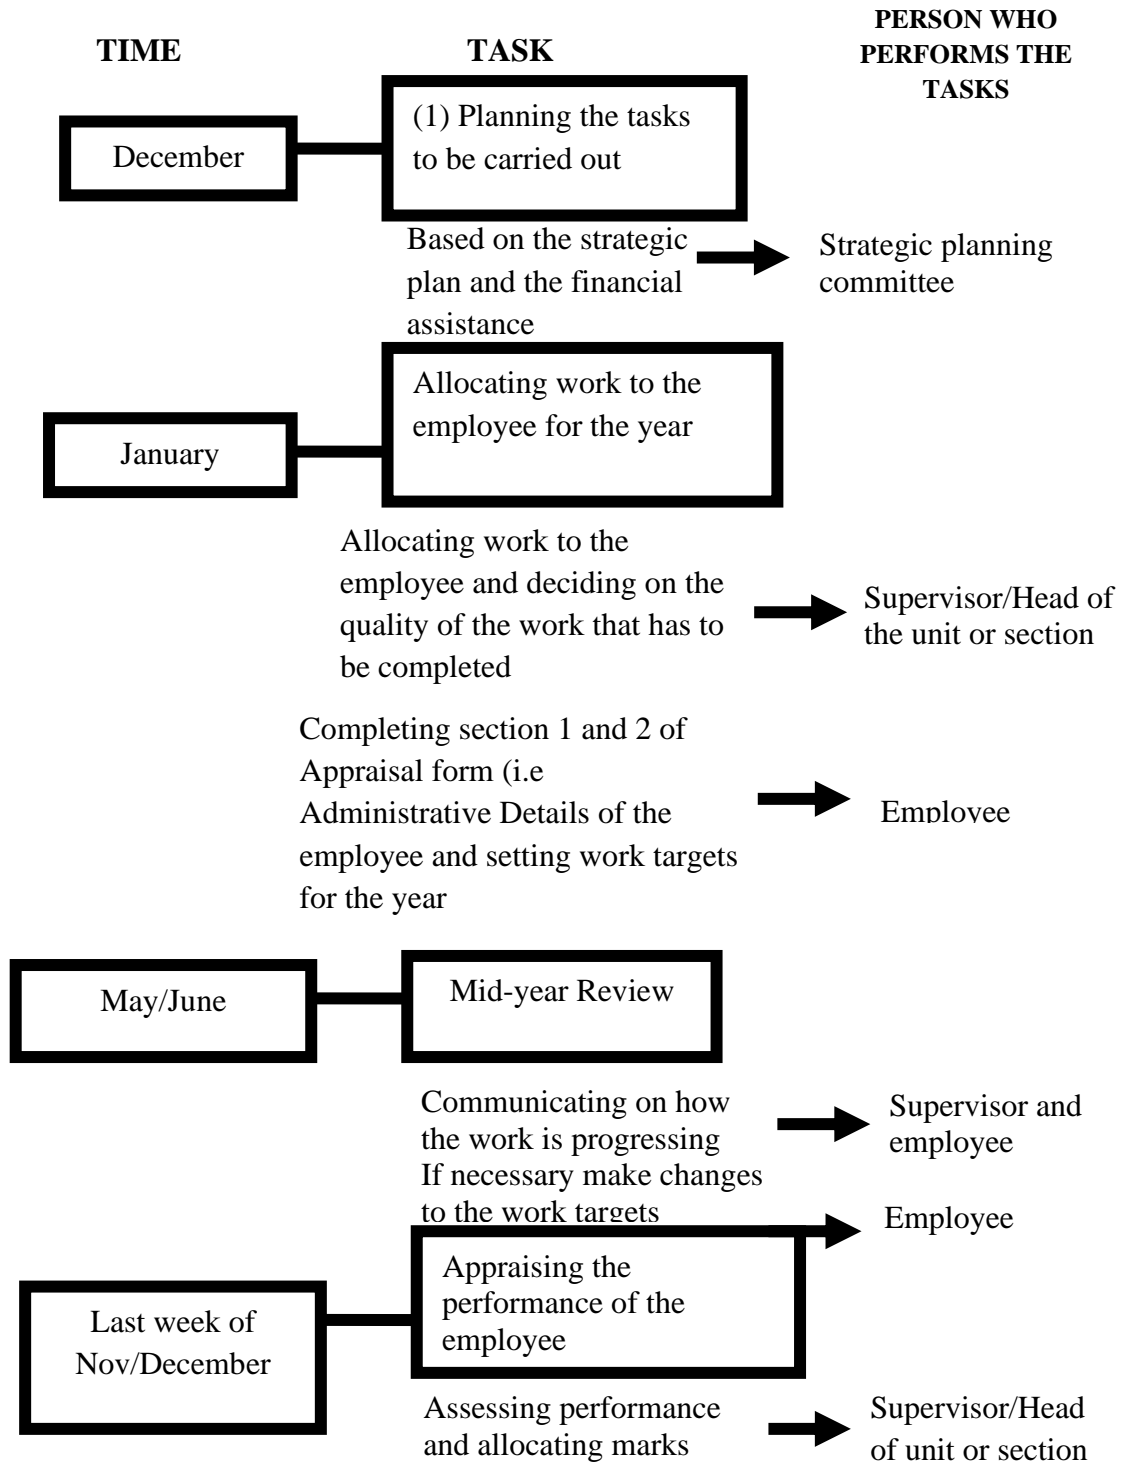 TIME
TASK
PERSON WHO
PERFORMS THE
TASKS
December
(1) Planning the tasks
to be carried out
Based on the strategic
plan and the financial
assistance
Strategic planning
committee
January
Allocating work to the
employee for the year
Allocating work to the
employee and deciding on the
quality of the work that has to
be completed
Supervisor/Head of
the unit or section
Completing section 1 and 2 of
Appraisal form (i.e
Administrative Details of the
employee and setting work targets
for the year
Employee
May/June
Mid-year Review
Communicating on how
the work is progressing
If necessary make changes
to the work targets
Supervisor and
employee
Employee
Last week of
Nov/December
Appraising the
performance of the
employee
Assessing performance
and allocating marks
Supervisor/Head
of unit or section